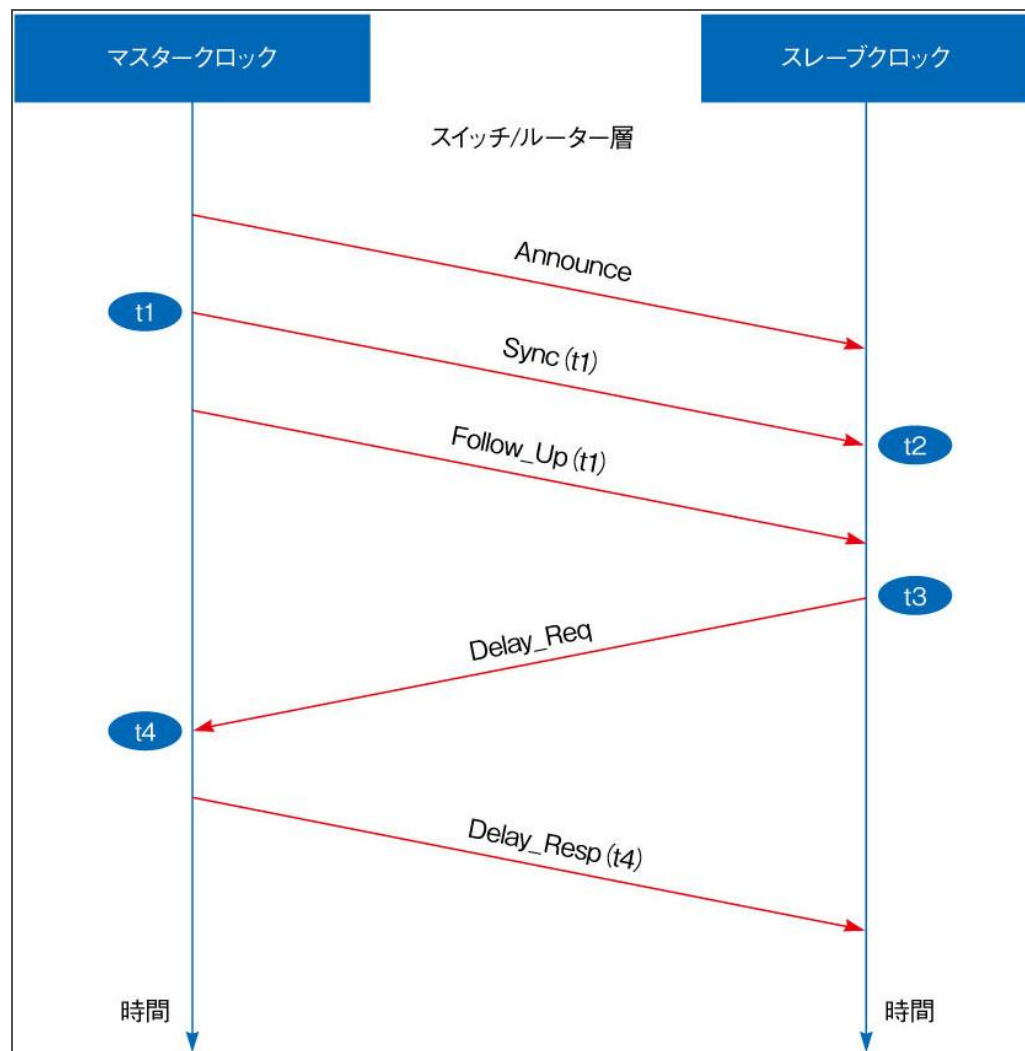 マスタークロック
スレーブクロック
スイッチ/ルーター層
Announce
t1
Sync (t1)
t2
Follow_Up (t1)
t3
Delay_Req
t4
Delay_Resp (t4)
時間
時間